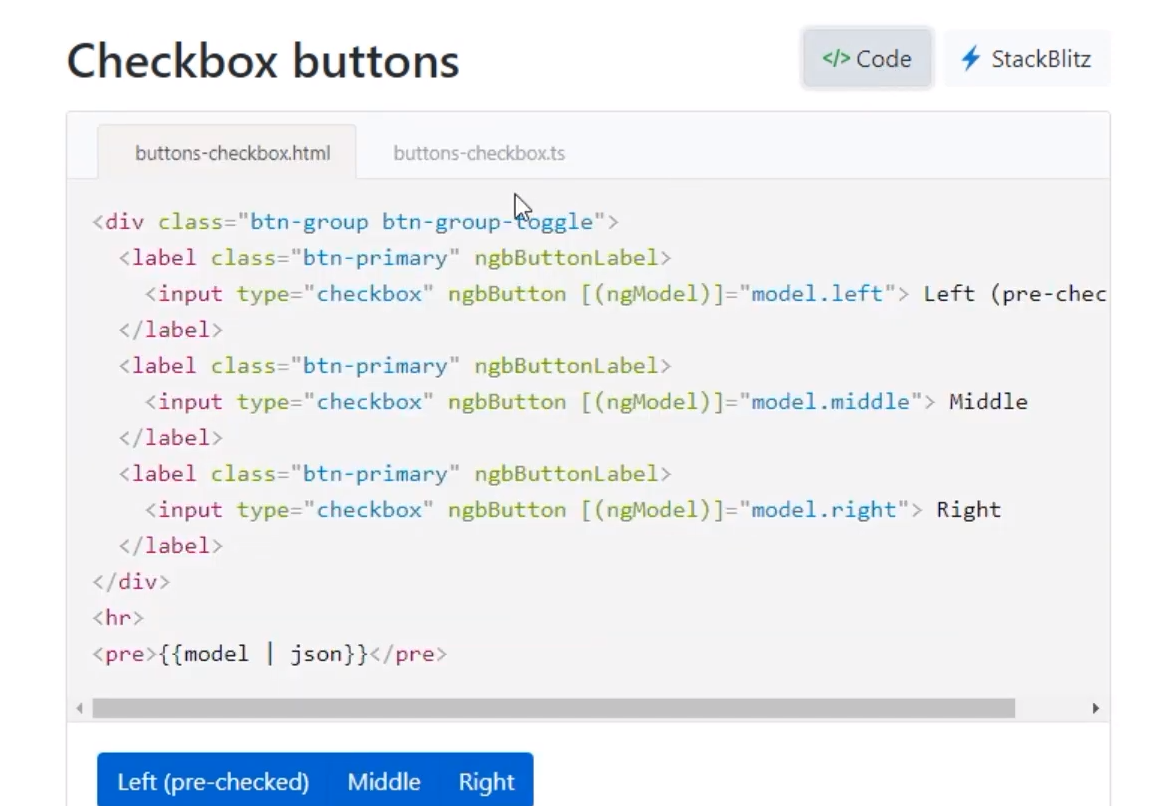 Checkbox buttons
</> Code
StackBlitz
buttons-checkbox.html
buttons-checkbox.ts
<div class="btn-group btn-group-toggle">
  <label class="btn-primary" ngbButtonLabel>
    <input type="checkbox" ngbButton [(ngModel)]="model.left"> Left (pre-chec
  </label>
  <label class="btn-primary" ngbButtonLabel>
    <input type="checkbox" ngbButton [(ngModel)]="model.middle"> Middle
  </label>
  <label class="btn-primary" ngbButtonLabel>
    <input type="checkbox" ngbButton [(ngModel)]="model.right"> Right
  </label>
</div>
<hr>
<pre>{{model | json}}</pre>
Left (pre-checked)
Middle
Right